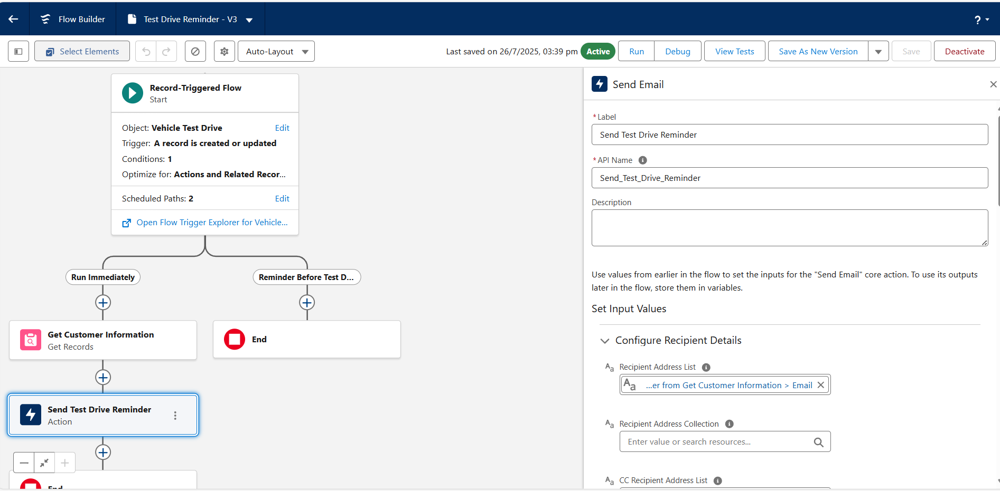 Flow Builder
Test Drive Reminder - V3
?
Select Elements
Auto-Layout
Last saved on 26/7/2025, 03:39 pm
Active
Run
Debug
View Tests
Save As New Version
Save
Deactivate
Record-Triggered Flow
Start
Object: Vehicle Test Drive
Edit
Trigger: A record is created or updated
Conditions: 1
Optimize for: Actions and Related Recor...
Scheduled Paths: 2
Edit
Open Flow Trigger Explorer for Vehicle...
Run Immediately
Reminder Before Test D...
Get Customer Information
Get Records
End
Send Test Drive Reminder
Action
End
Send Email
* Label
Send Test Drive Reminder
* API Name
Send_Test_Drive_Reminder
Description
Use values from earlier in the flow to set the inputs for the "Send Email" core action. To use its outputs
later in the flow, store them in variables.
Set Input Values
Configure Recipient Details
Aa Recipient Address List
Aa ...er from Get Customer Information > Email
Aa Recipient Address Collection
Enter value or search resources...
Aa CC Recipient Address List